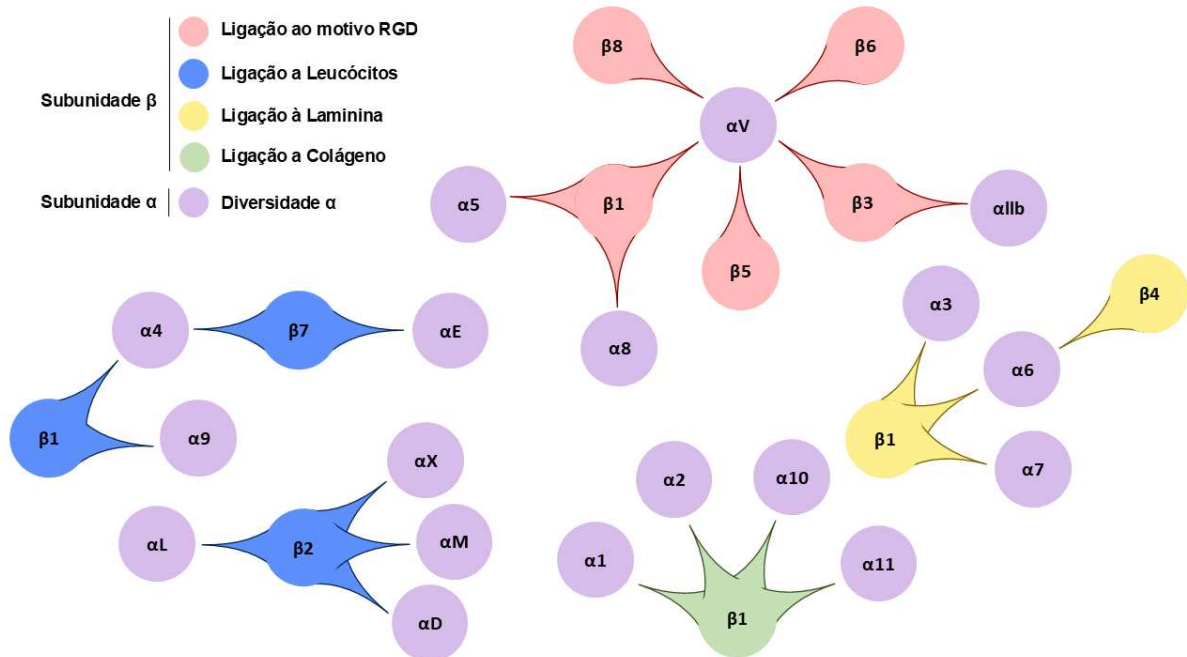 Subunidade β
Ligação ao motivo RGD
Ligação a Leucócitos
Ligação à Laminina
Ligação a Colágeno
Subunidade α
Diversidade α
β8
β6
αV
α5
β1
β3
αIIb
β5
α8
α4
β7
αE
β1
α9
αX
αL
β2
αM
αD
α3
β4
α6
β1
α7
α2
α10
α1
α11
β1